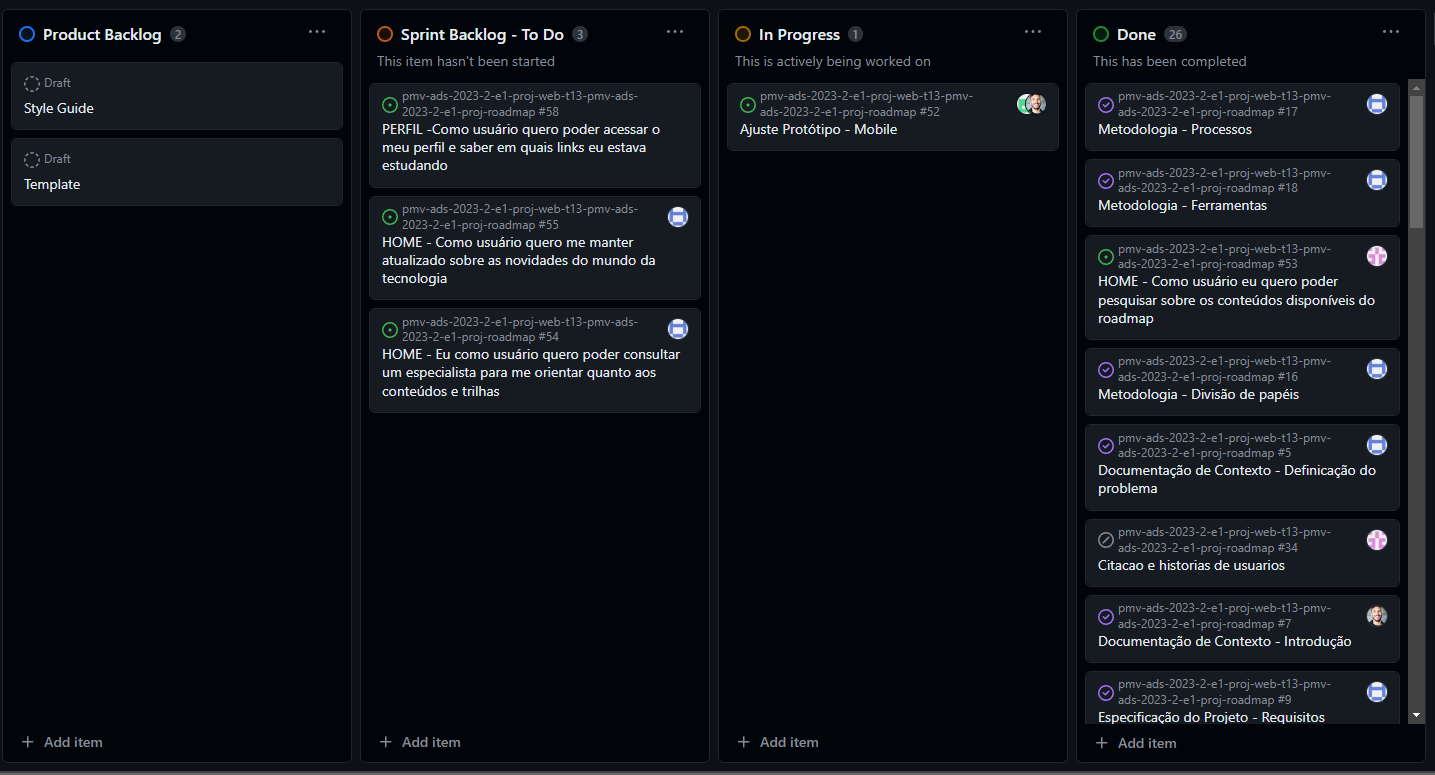 Product Backlog 2
Draft
Style Guide
Draft
Template
Add item
Sprint Backlog - To Do 3
This item hasn't been started
pmv-ads-2023-2-e1-proj-web-t13-pmv-ads-
2023-2-e1-proj-roadmap #58
PERFIL -Como usuário quero poder acessar o
meu perfil e saber em quais links eu estava
estudando
pmv-ads-2023-2-e1-proj-web-t13-pmv-ads-
2023-2-e1-proj-roadmap #55
HOME - Como usuário quero me manter
atualizado sobre as novidades do mundo da
tecnologia
pmv-ads-2023-2-e1-proj-web-t13-pmv-ads-
2023-2-e1-proj-roadmap #54
HOME - Eu como usuário quero poder consultar
um especialista para me orientar quanto aos
conteúdos e trilhas
Add item
In Progress 1
This is actively being worked on
pmv-ads-2023-2-e1-proj-web-t13-pmv-
ads-2023-2-e1-proj-roadmap #52
Ajuste Protótipo - Mobile
Add item
Done 26
This has been completed
pmv-ads-2023-2-e1-proj-web-t13-pmv-
ads-2023-2-e1-proj-roadmap #17
Metodologia - Processos
pmv-ads-2023-2-e1-proj-web-t13-pmv-
ads-2023-2-e1-proj-roadmap #18
Metodologia - Ferramentas
pmv-ads-2023-2-e1-proj-web-t13-pmv-
ads-2023-2-e1-proj-roadmap #53
HOME - Como usuário eu quero poder
pesquisar sobre os conteúdos disponíveis do
roadmap
pmv-ads-2023-2-e1-proj-web-t13-pmv-
ads-2023-2-e1-proj-roadmap #16
Metodologia - Divisão de papéis
pmv-ads-2023-2-e1-proj-web-t13-pmv-
ads-2023-2-e1-proj-roadmap #5
Documentação de Contexto - Definicação do
problema
pmv-ads-2023-2-e1-proj-web-t13-pmv-
ads-2023-2-e1-proj-roadmap #34
Citacao e historias de usuarios
pmv-ads-2023-2-e1-proj-web-t13-pmv-
ads-2023-2-e1-proj-roadmap #7
Documentação de Contexto - Introdução
pmv-ads-2023-2-e1-proj-web-t13-pmv-
ads-2023-2-e1-proj-roadmap #9
Especificação do Projeto - Requisitos
Add item